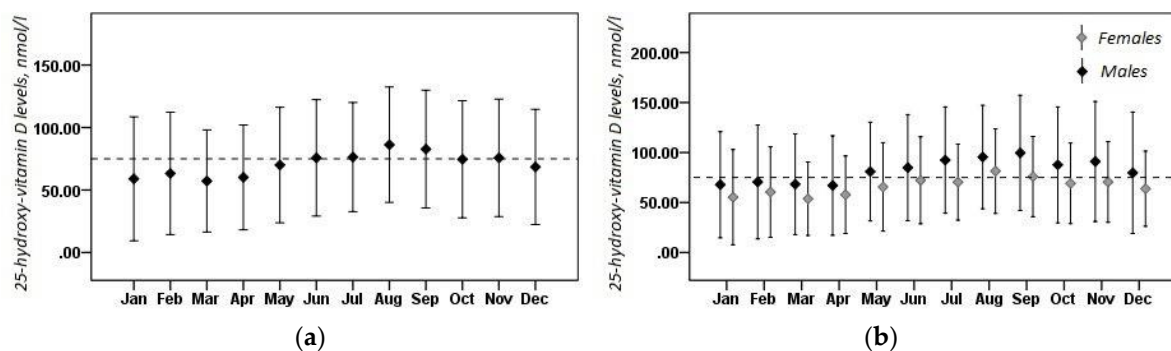 25-hydroxy-vitamin D levels, nmol/l
150.00
100.00
50.00
.00
Jan Feb Mar Apr May Jun Jul Aug Sep Oct Nov Dec
(a)
25-hydroxy-vitamin D levels, nmol/l
200.00
150.00
100.00
50.00
.00
Females
Males
Jan Feb Mar Apr May Jun Jul Aug Sep Oct Nov Dec
(b)